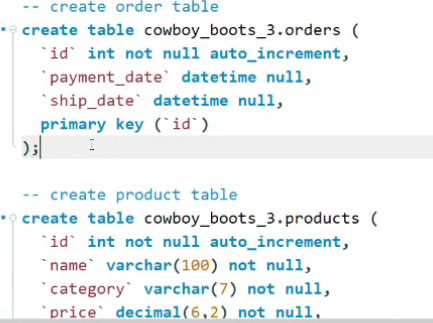 -- create order table
create table cowboy_boots_3.orders (
`id` int not null auto_increment,
`payment_date` datetime null,
`ship_date` datetime null,
primary key (`id`)
);
-- create product table
create table cowboy_boots_3.products (
`id` int not null auto_increment,
`name` varchar(100) not null,
`category` varchar(7) not null,
`price` decimal(6,2) not null,